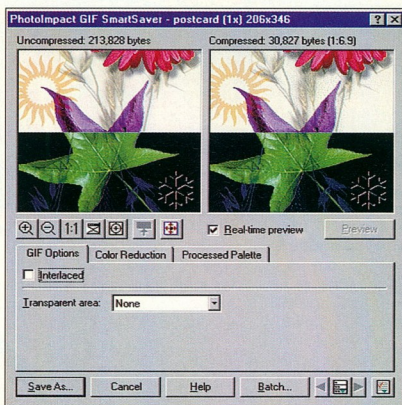 PhotoImpact GIF SmartSaver - postcard (1x) 206x346
Uncompressed: 213,828 bytes
Compressed: 30,827 bytes (1:6.9)
1:1
Real-time preview
Preview
GIF Options
Color Reduction
Processed Palette
Interlaced
Transparent area:
None
Save As...
Cancel
Help
Batch...